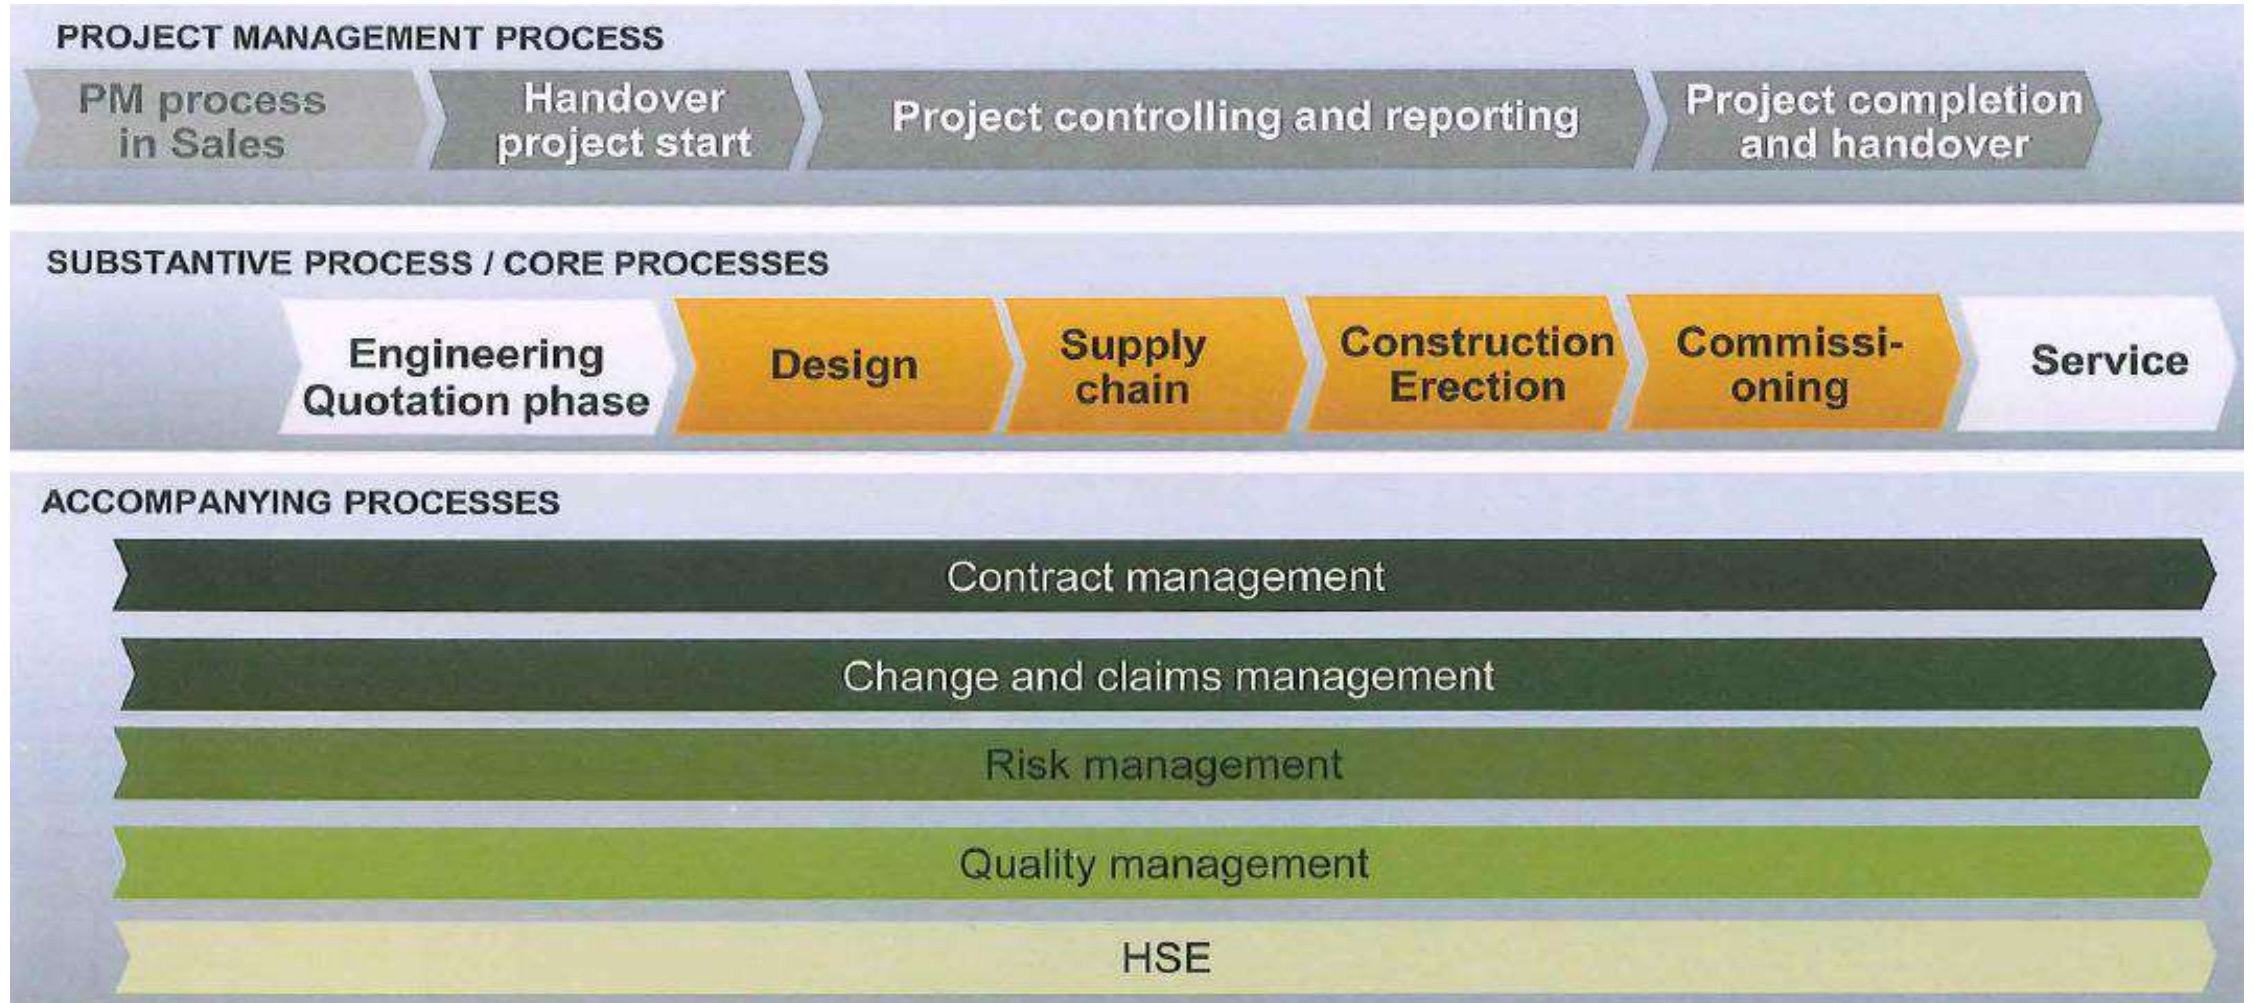 PROJECT MANAGEMENT PROCESS
PM process
in Sales
Handover
project start
Project controlling and reporting
Project completion
and handover
SUBSTANTIVE PROCESS / CORE PROCESSES
Engineering
Quotation phase
Design
Supply
chain
Construction
Erection
Commissi-
oning
Service
ACCOMPANYING PROCESSES
Contract management
Change and claims management
Risk management
Quality management
HSE